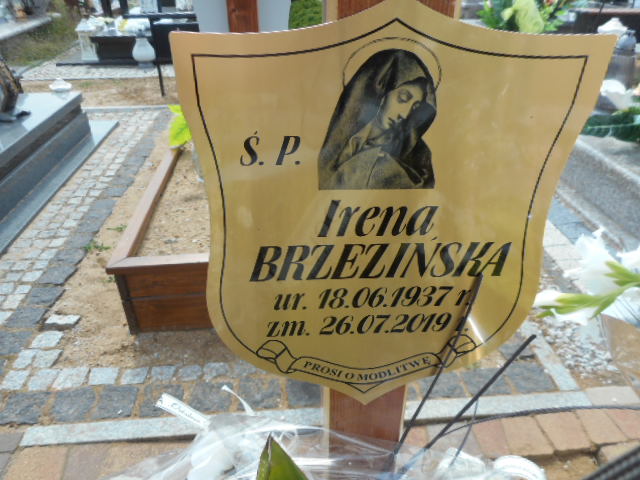 Ś. P.
Irena
BRZEZIŃSKA
ur. 18.06.1937 r.
zm. 26.07.2019 r.
PROSI O MODLITWĘ